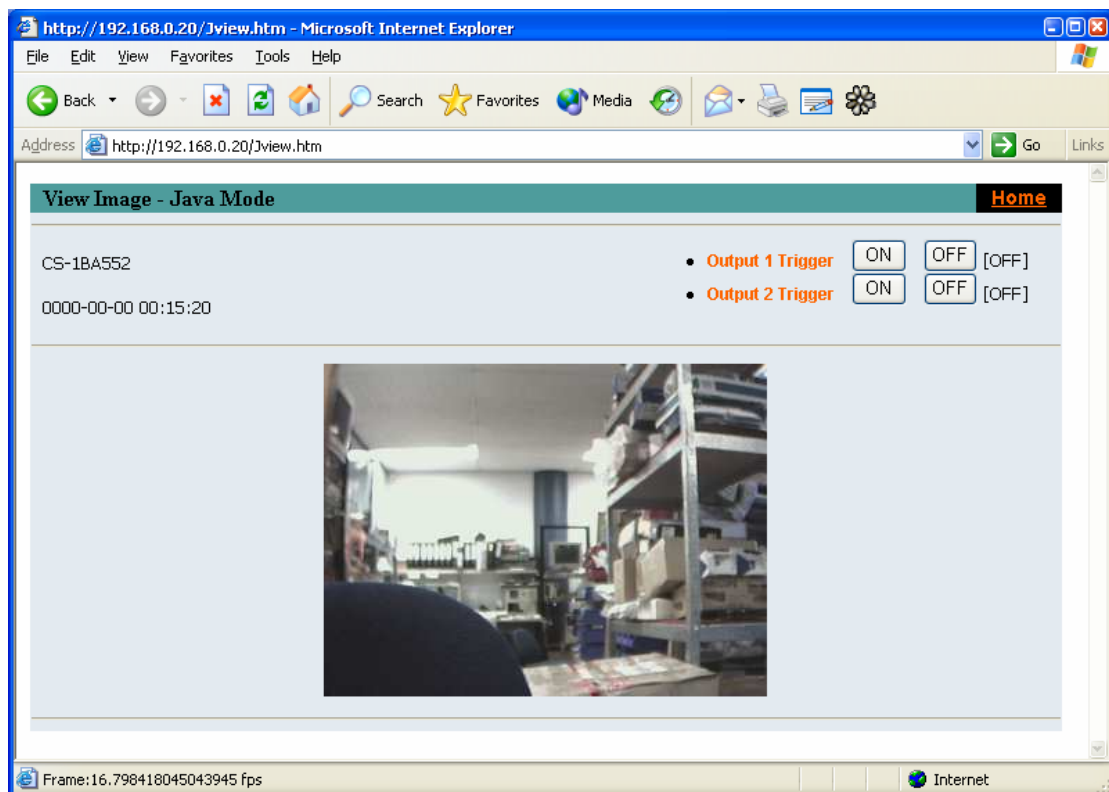 http://192.168.0.20/Jview.htm - Microsoft Internet Explorer
File Edit View Favorites Tools Help
Back Search Favorites Media
Address http://192.168.0.20/Jview.htm Go Links
View Image - Java Mode Home
CS-1BA552
0000-00-00 00:15:20
• Output 1 Trigger ON OFF [OFF]
• Output 2 Trigger ON OFF [OFF]
Frame:16.798418045043945 fps Internet